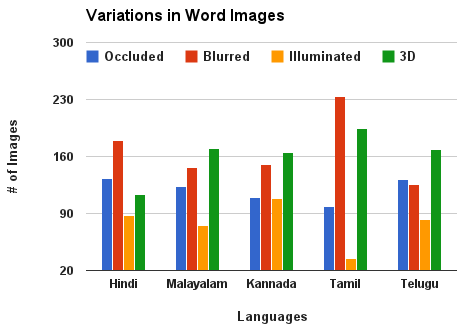 Variations in Word Images
300
Occluded Blurred Illuminated 3D
230
160
90
20
# of Images
Hindi Malayalam Kannada Tamil Telugu
Languages